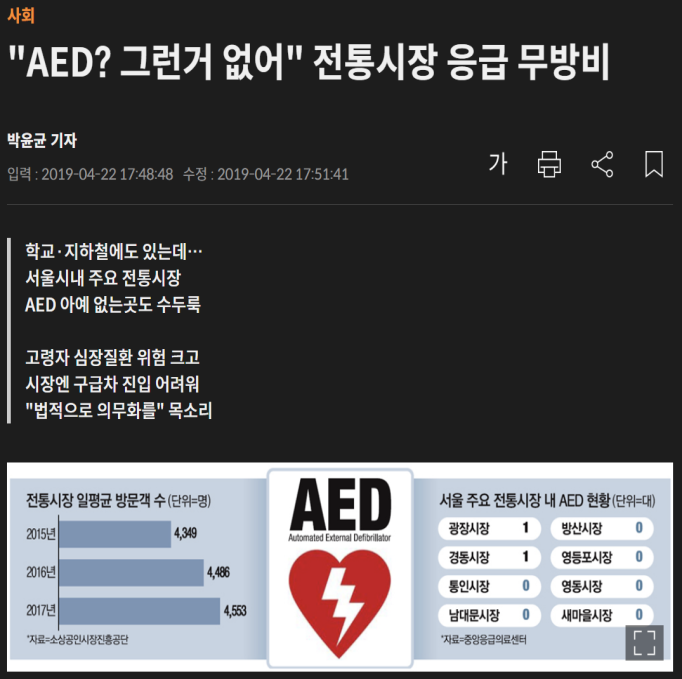 사회
"AED? 그런거 없어" 전통시장 응급 무방비
박윤균 기자
입력 : 2019-04-22 17:48:48 수정 : 2019-04-22 17:51:41
가
학교·지하철에도 있는데…
서울시내 주요 전통시장
AED 아예 없는곳도 수두룩
고령자 심장질환 위험 크고
시장엔 구급차 진입 어려워
"법적으로 의무화를" 목소리
전통시장 일평균 방문객 수 (단위=명)
2015년 4,349
2016년 4,486
2017년 4,553
*자료=소상공인시장진흥공단
AED
Automated External Defibrillator
서울 주요 전통시장 내 AED 현황 (단위=대)
광장시장 1 방산시장 0
경동시장 1 영등포시장 0
통인시장 0 영동시장 0
남대문시장 0 새마을시장 0
*자료=중앙응급의료센터